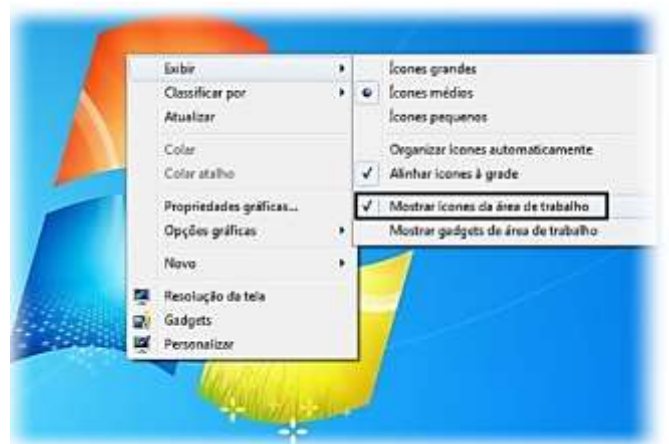 Exibir
Classificar por
Atualizar
Colar
Colar atalho
Propriedades gráficas...
Opções gráficas
Novo
Resolução da tela
Gadgets
Personalizar
Ícones grandes
Ícones médios
Ícones pequenos
Organizar ícones automaticamente
Alinhar ícones à grade
Mostrar ícones da área de trabalho
Mostrar gadgets de área de trabalho